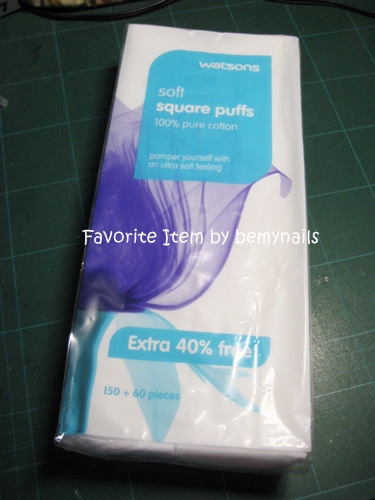 watsons
soft
square puffs
100% pure cotton
pamper yourself with
an ultra soft feeling
Favorite Item by bemynails
Extra 40% free
150 + 60 pieces